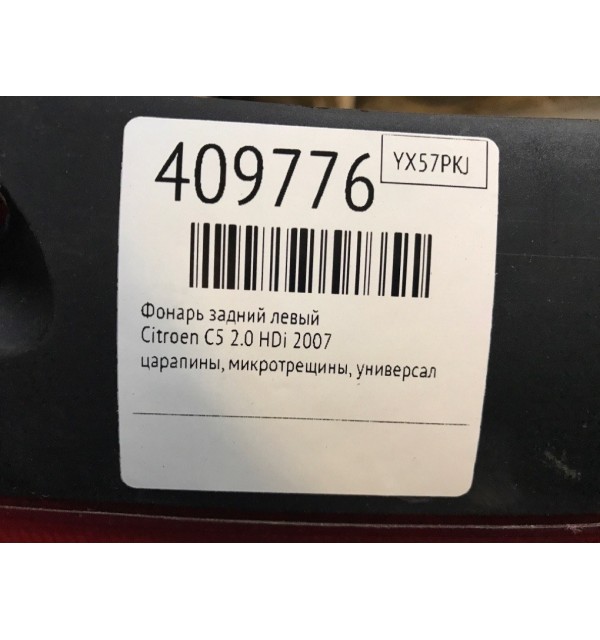 409776
YX57PKJ
Фонарь задний левый
Citroen C5 2.0 HDi 2007
царапины, микротрещины, универсал